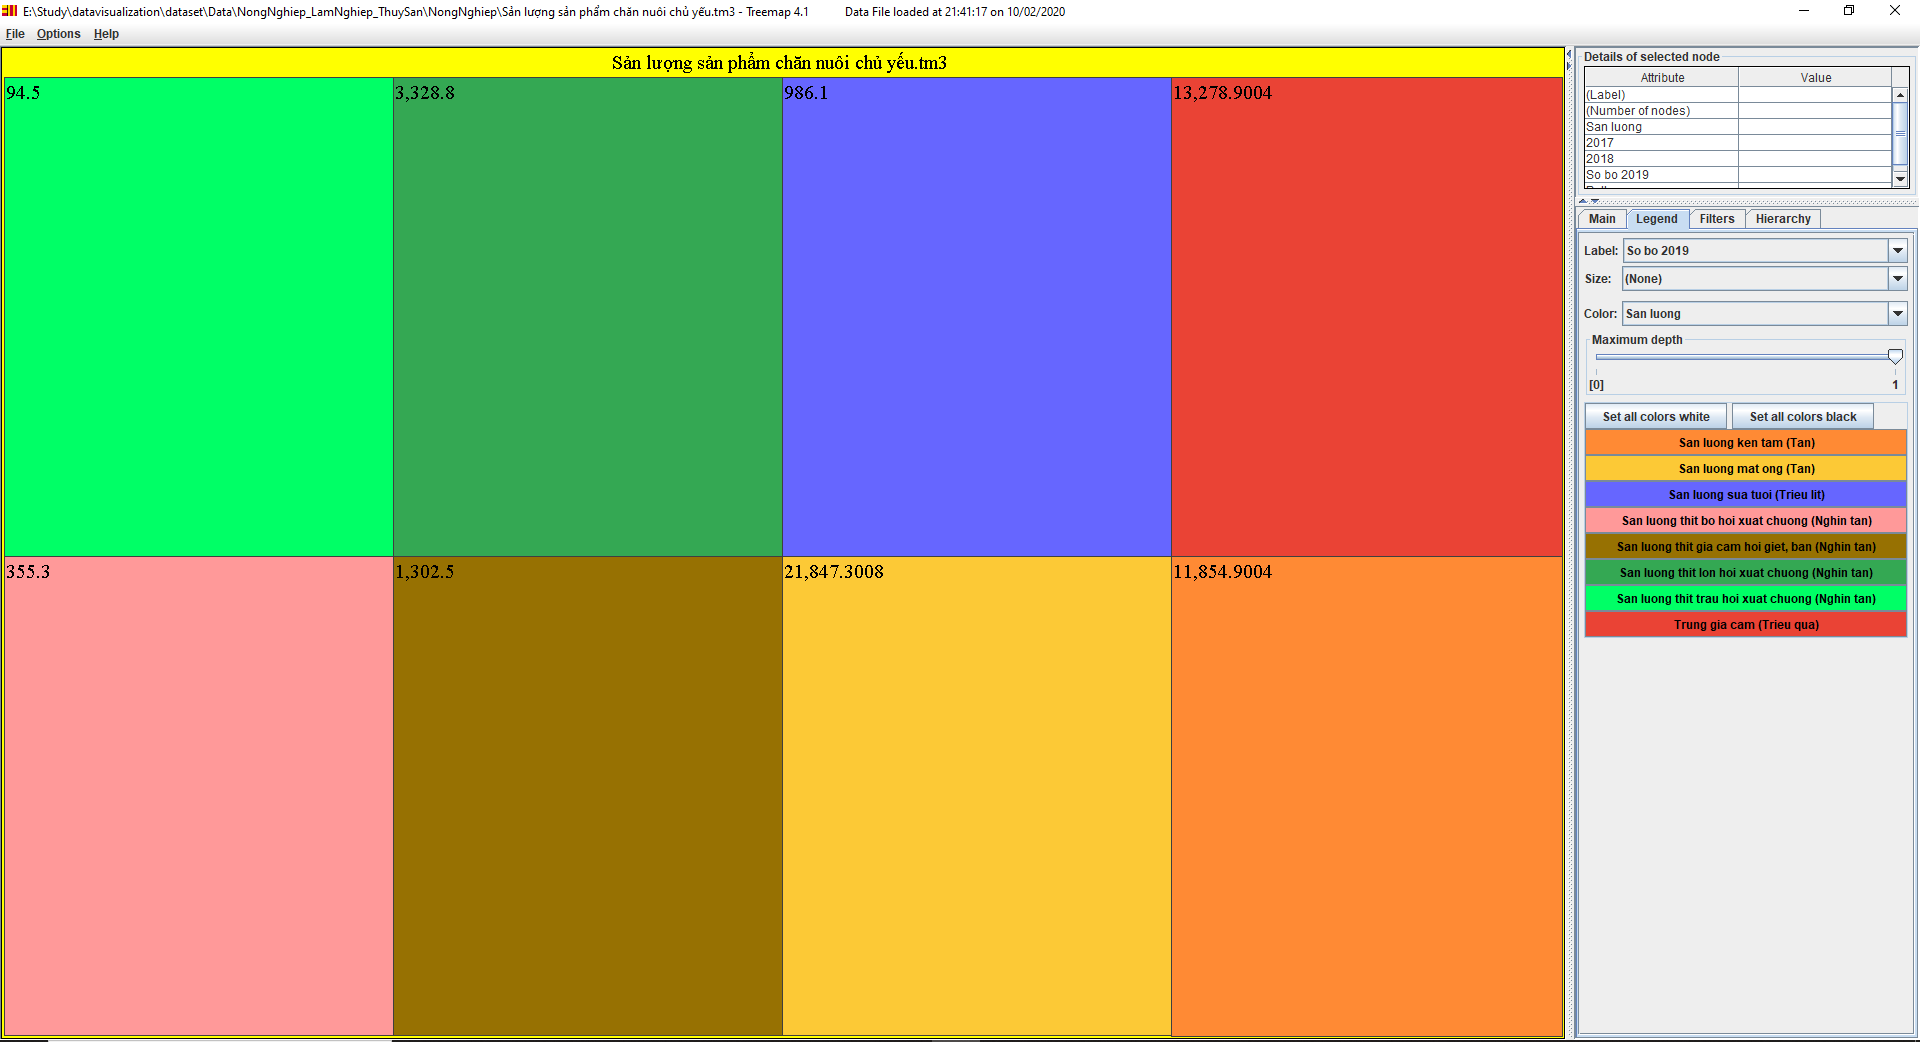 E:\Study\datavisualization\dataset\Data\NongNghiep_LamNghiep_ThuySan\NongNghiep\Sản lượng sản phẩm chăn nuôi chủ yếu.tm3 - Treemap 4.1 Data File loaded at 21:41:17 on 10/02/2020
File Options Help
Sản lượng sản phẩm chăn nuôi chủ yếu.tm3
94.5 3,328.8 986.1 13,278.9004
355.3 1,302.5 21,847.3008 11,854.9004
Details of selected node
Attribute Value
(Label)
(Number of nodes)
San luong
2017
2018
So bo 2019
Main Legend Filters Hierarchy
Label: So bo 2019
Size: (None)
Color: San luong
Maximum depth
[0] 1
Set all colors white Set all colors black
San luong ken tam (Tan)
San luong mat ong (Tan)
San luong sua tuoi (Trieu lit)
San luong thit bo hoi xuat chuong (Nghin tan)
San luong thit gia cam hoi giet, ban (Nghin tan)
San luong thit lon hoi xuat chuong (Nghin tan)
San luong thit trau hoi xuat chuong (Nghin tan)
Trung gia cam (Trieu qua)